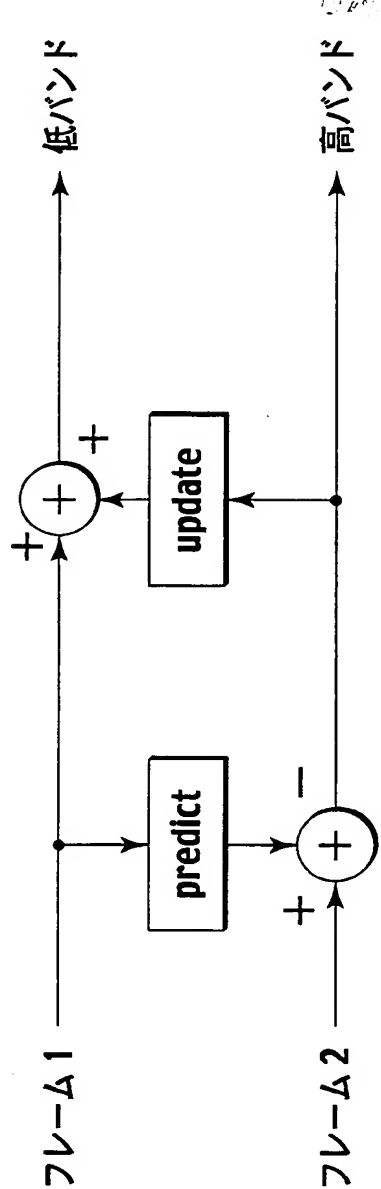 フレーム1
フレーム2
predict
update
+
+
+
+
+
−
低バンド
高バンド